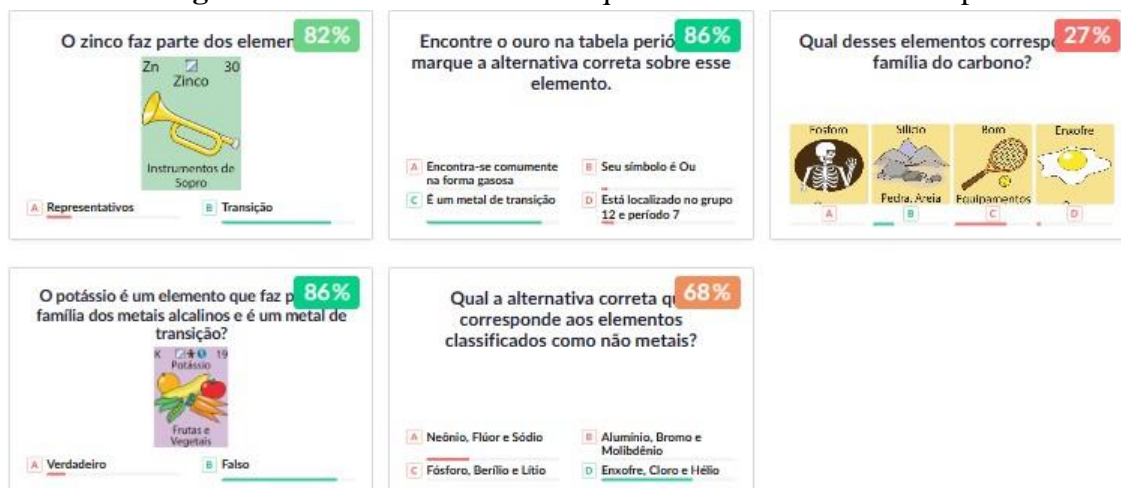 O zinco faz parte dos elemen
82%
Zn 30
Zinco
Instrumentos de
Sopro
A Representativos
B Transição
Encontre o ouro na tabela perió
86%
marque a alternativa correta sobre esse
elemento.
A Encontra-se comumente
na forma gasosa
B Seu símbolo é Ou
C É um metal de transição
D Está localizado no grupo
12 e período 7
Qual desses elementos corresp
27%
família do carbono?
Fósforo Silício Boro Enxofre
Pedra, Areia Equipamentos
A B C D
O potássio é um elemento que faz p
86%
família dos metais alcalinos e é um metal de
transição?
K 19
Potássio
Frutas e
Vegetais
A Verdadeiro
B Falso
Qual a alternativa correta q
68%
corresponde aos elementos
classificados como não metais?
A Neônio, Flúor e Sódio
B Alumínio, Bromo e
Molibdênio
C Fósforo, Berílio e Lítio
D Enxofre, Cloro e Hélio